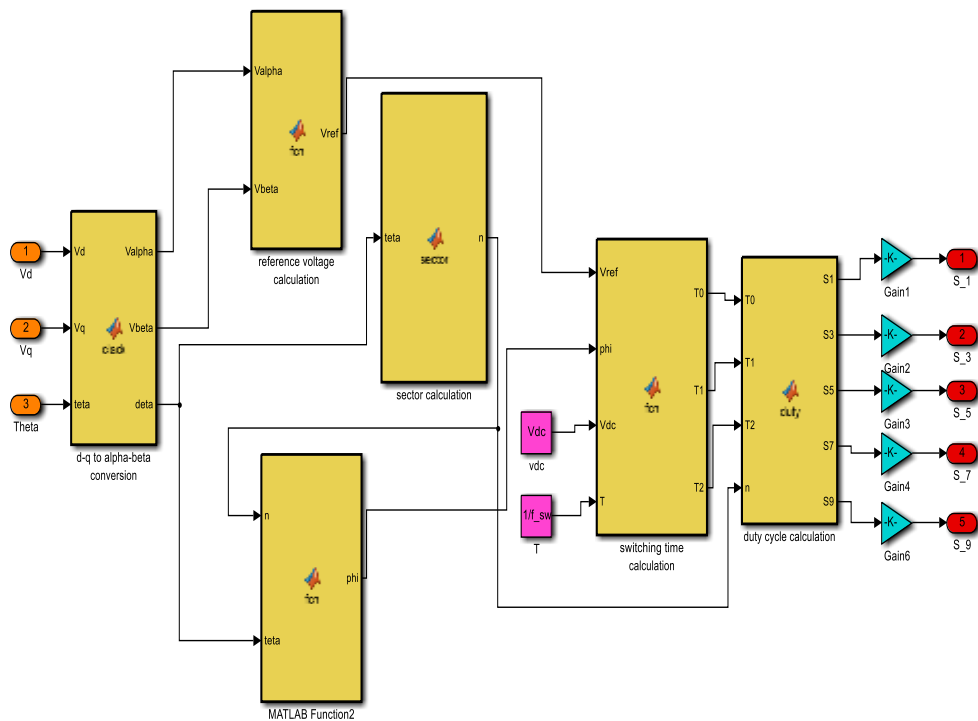 Valpha
fcn
Vref
Vbeta
reference voltage
calculation
teta
n
sector
sector calculation
1
Vd
2
Vq
3
Theta
Vd
Valpha
Vq
Vbeta
teta
deta
d-q to alpha-beta
conversion
n
phi
fcn
teta
MATLAB Function2
Vdc
vdc
1/f_sw
T
Vref
T0
phi
fcn
T1
Vdc
T2
T
switching time
calculation
T0
S1
S3
T1
S5
duty
T2
S7
n
S9
duty cycle calculation
-K-
Gain1
-K-
Gain2
-K-
Gain3
-K-
Gain4
-K-
Gain6
1
S_1
2
S_3
3
S_5
4
S_7
5
S_9